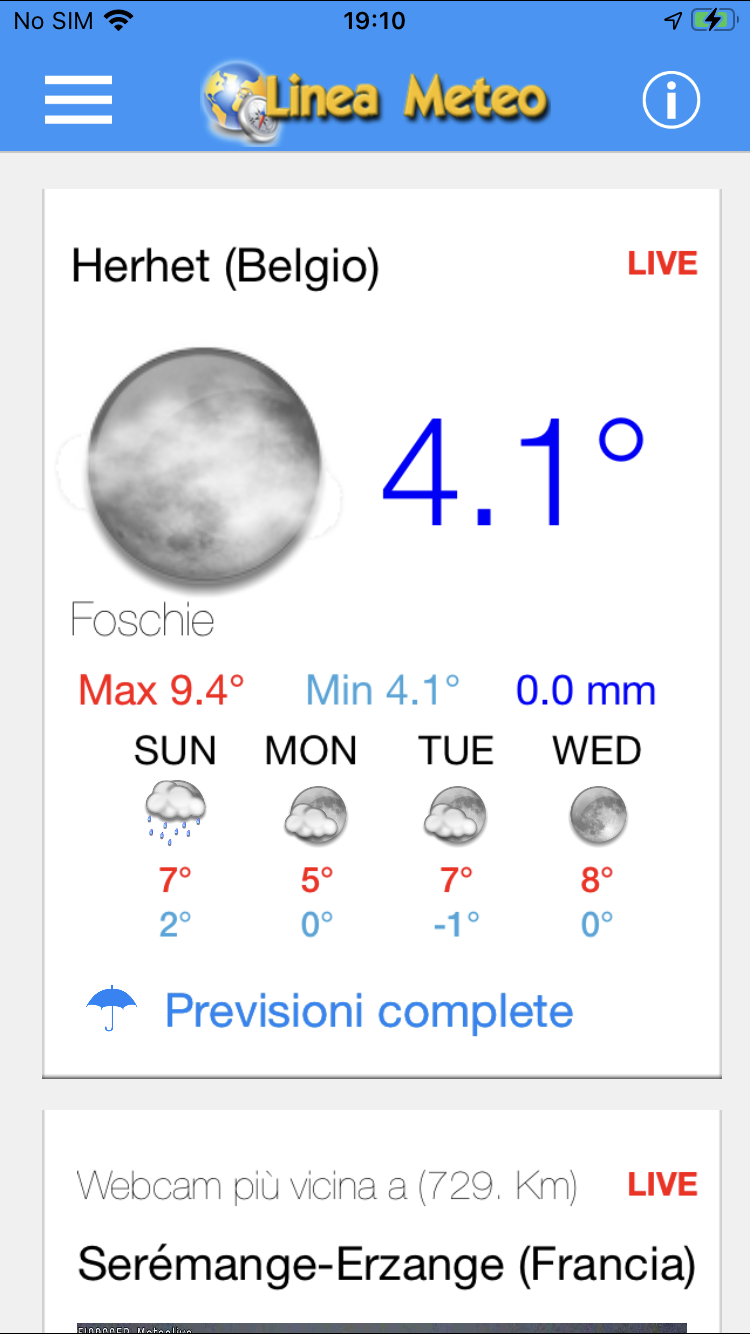 No SIM 19:10
Linea Meteo
Herhet (Belgio) LIVE
4.1°
Foschie
Max 9.4° Min 4.1° 0.0 mm
SUN MON TUE WED
7° 5° 7° 8°
2° 0° -1° 0°
Previsioni complete
Webcam più vicina a (729. Km) LIVE
Serémange-Erzange (Francia)